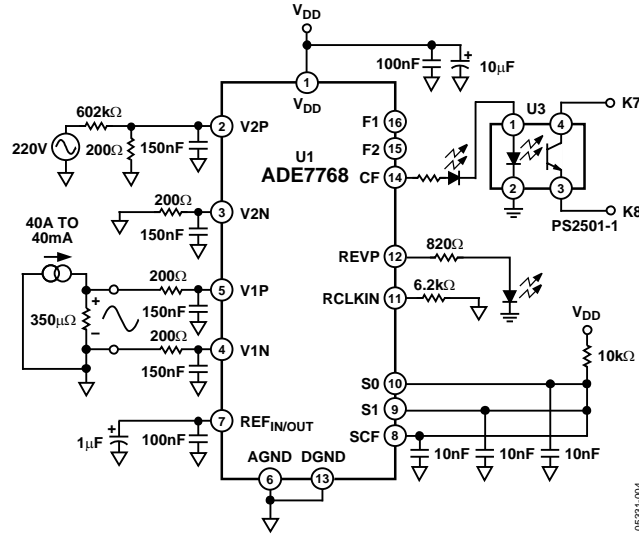 VDD
100nF
10µF
1
VDD
602kΩ
220V
200Ω
150nF
2
V2P
U1
ADE7768
F1
16
F2
15
CF
14
U3
1
4
K7
2
3
K8
PS2501-1
200Ω
150nF
3
V2N
40A TO
40mA
350µΩ
+
–
200Ω
150nF
5
V1P
200Ω
150nF
4
V1N
REVP
12
820Ω
RCLKIN
11
6.2kΩ
VDD
10kΩ
S0
10
S1
9
SCF
8
10nF
10nF
10nF
+
1µF
100nF
7
REFIN/OUT
AGND
DGND
6
13
05331-004